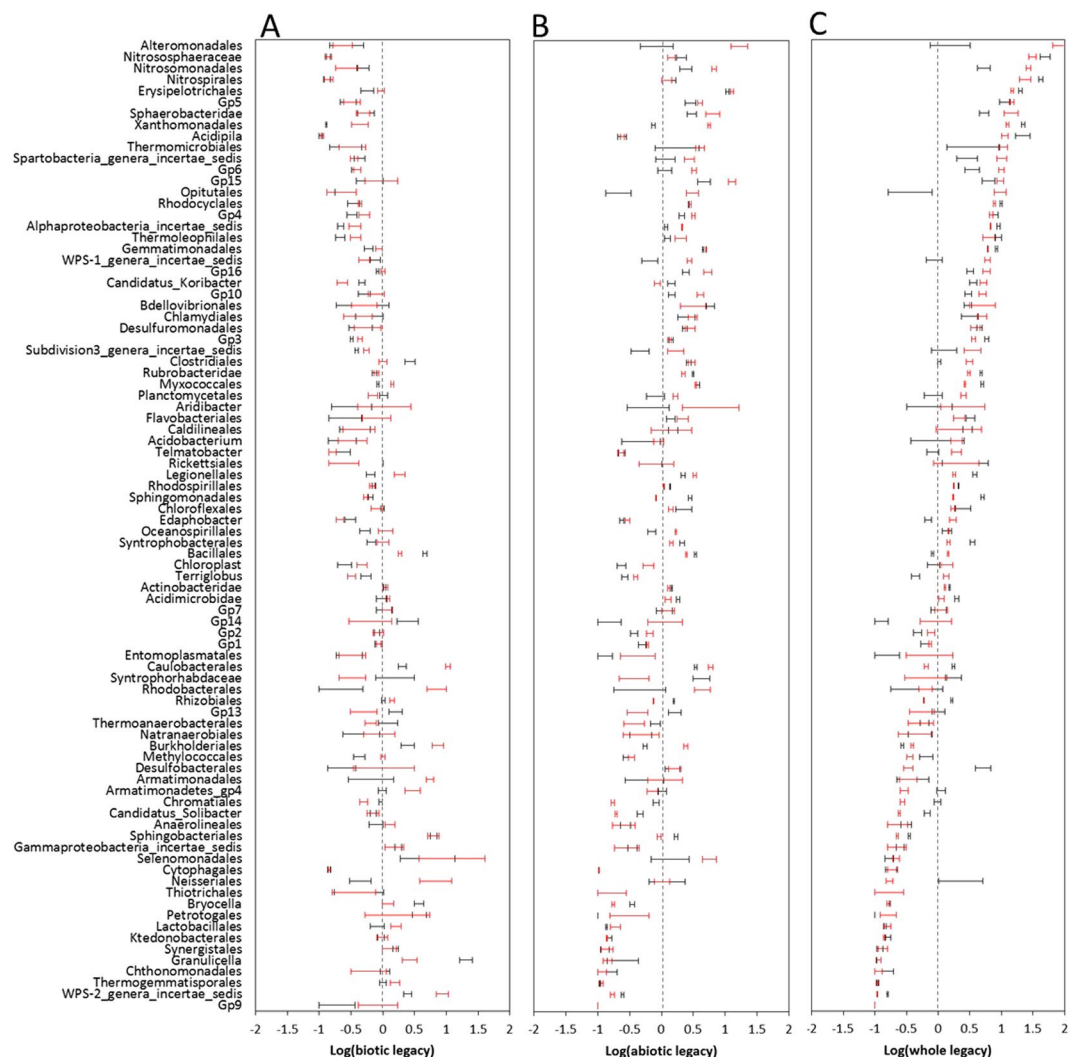 A B C
Alteromonadales
Nitrososphaeraceae
Nitrosomonadales
Nitrospirales
Erysipelotrichales
Gp5
Sphaerobacteridae
Xanthomonadales
Acidipila
Thermomicrobiales
Spartobacteria_genera_incertae_sedis
Gp6
Gp15
Opitutales
Rhodocyclales
Gp4
Alphaproteobacteria_incertae_sedis
Thermoleophilales
Gemmatimonadales
WPS-1_genera_incertae_sedis
Gp16
Candidatus_Koribacter
Gp10
Bdellovibrionales
Chlamydiales
Desulfuromonadales
Gp3
Subdivision3_genera_incertae_sedis
Clostridiales
Rubrobacteridae
Myxococcales
Planctomycetales
Aridibacter
Flavobacteriales
Caldilineales
Acidobacterium
Telmatobacter
Rickettsiales
Legionellales
Rhodospirillales
Sphingomonadales
Chloroflexales
Edaphobacter
Oceanospirillales
Syntrophobacterales
Bacillales
Chloroplast
Terriglobus
Actinobacteridae
Acidimicrobidae
Gp7
Gp14
Gp2
Gp1
Entomoplasmatales
Caulobacterales
Syntrophorhabdaceae
Rhodobacterales
Rhizobiales
Gp13
Thermoanaerobacterales
Natranaerobiales
Burkholderiales
Methylococcales
Desulfobacterales
Armatimonadales
Armatimonadetes_gp4
Chromatiales
Candidatus_Solibacter
Anaerolineales
Sphingobacteriales
Gammaproteobacteria_incertae_sedis
Selenomonadales
Cytophagales
Neisseriales
Thiotrichales
Bryocella
Petrotogales
Lactobacillales
Ktedonobacterales
Synergistales
Granulicella
Chthonomonadales
Thermogemmatisporales
WPS-2_genera_incertae_sedis
Gp9
-2 -1.5 -1 -0.5 0 0.5 1 1.5 2 -2 -1.5 -1 -0.5 0 0.5 1 1.5 2 -2 -1.5 -1 -0.5 0 0.5 1 1.5 2
Log(biotic legacy) Log(abiotic legacy) Log(whole legacy)